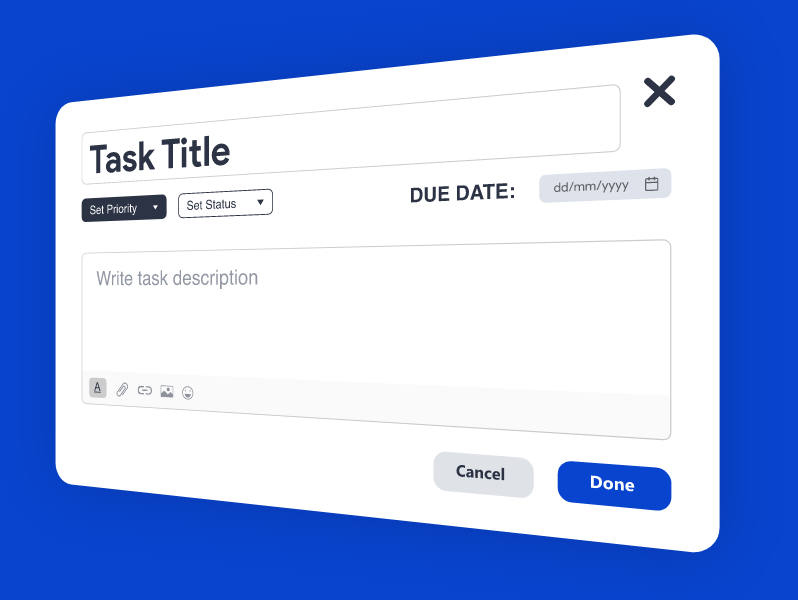 Task Title
Set Priority
Set Status
DUE DATE:
dd/mm/yyyy
Write task description
A
Cancel
Done